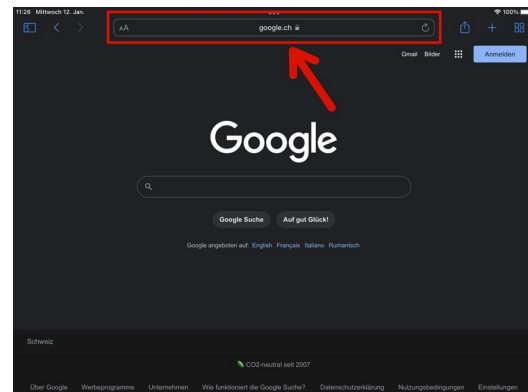 11:26 Mittwoch 12. Jan.
100%
AA
google.ch
Gmail Bilder
Anmelden
Google
Google Suche
Auf gut Glück!
Google angeboten auf: English Français Italiano Rumantsch
Schweiz
CO2-neutral seit 2007
Über Google Werbeprogramme Unternehmen Wie funktioniert die Google Suche? Datenschutzerklärung Nutzungsbedingungen Einstellungen